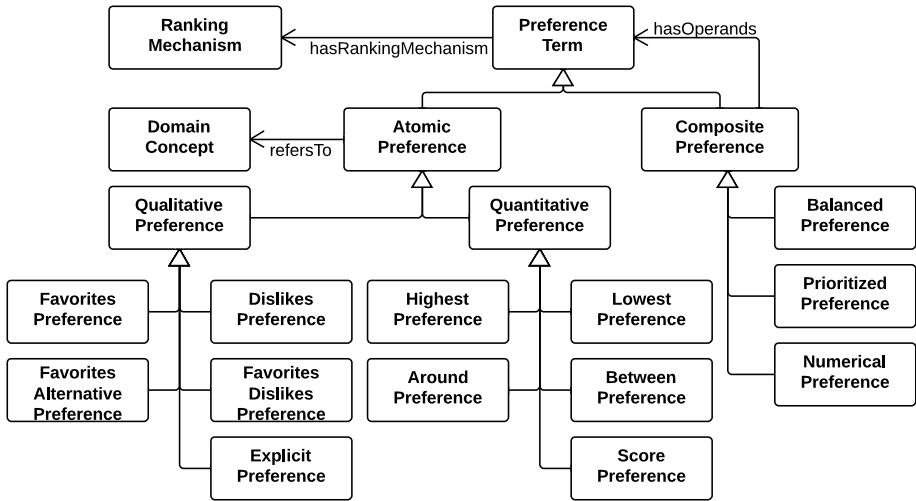 Ranking
Mechanism
hasRankingMechanism
Preference
Term
hasOperands
Domain
Concept
refersTo
Atomic
Preference
Composite
Preference
Qualitative
Preference
Quantitative
Preference
Balanced
Preference
Favorites
Preference
Dislikes
Preference
Highest
Preference
Lowest
Preference
Prioritized
Preference
Favorites
Alternative
Preference
Favorites
Dislikes
Preference
Around
Preference
Between
Preference
Numerical
Preference
Explicit
Preference
Score
Preference